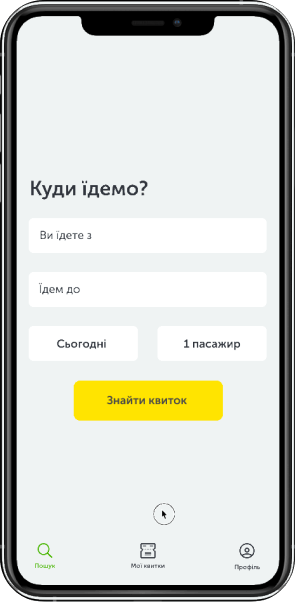 Куди їдемо?
Ви їдете з
Їдем до
Сьогодні
1 пасажир
Знайти квиток
Пошук
Мої квитки
Профіль